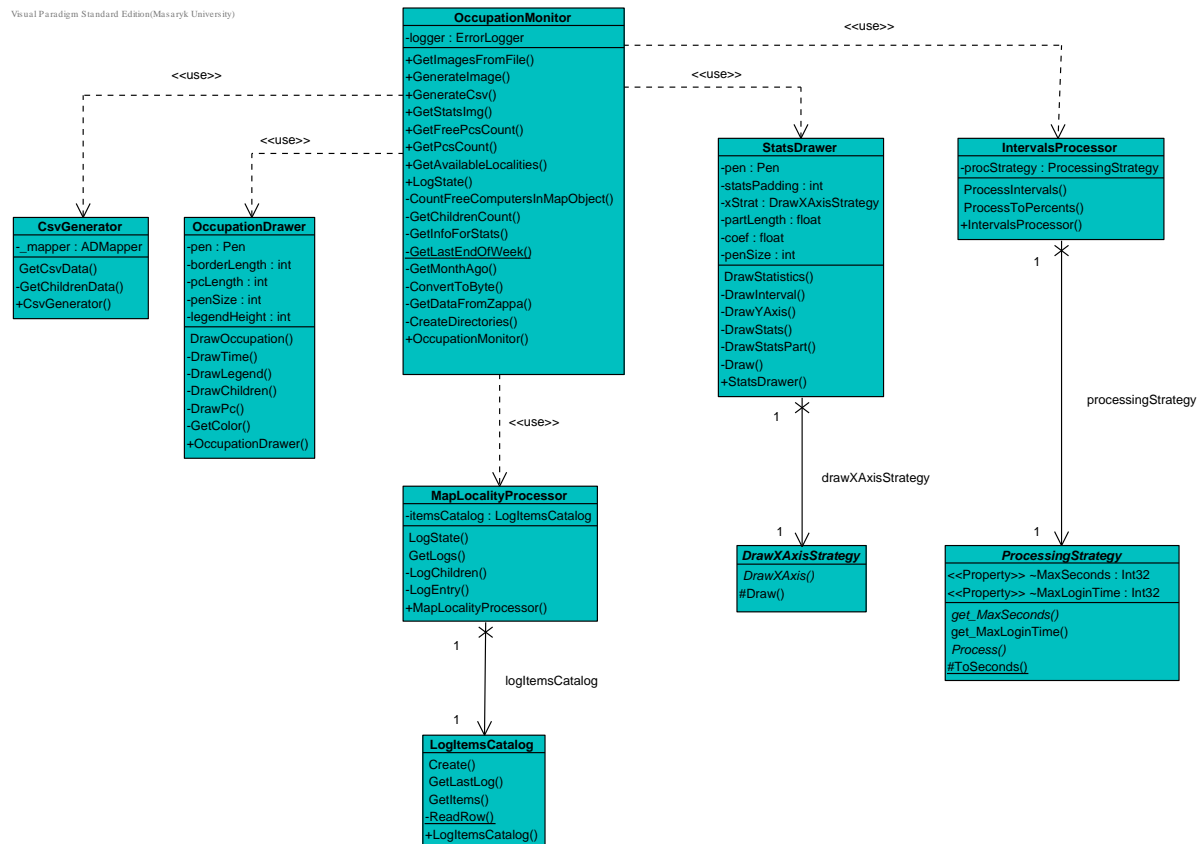 Visual Paradigm Standard Edition(Masaryk University)
OccupationMonitor
-logger : ErrorLogger
+GetImagesFromFile()
+GenerateImage()
+GenerateCsv()
+GetStatsImg()
+GetFreePcsCount()
+GetPcsCount()
+GetAvailableLocalities()
+LogState()
-CountFreeComputersInMapObject()
-GetChildrenCount()
-GetInfoForStats()
-GetLastEndOfWeek()
-GetMonthAgo()
-ConvertToByte()
-GetDataFromZappa()
-CreateDirectories()
+OccupationMonitor()
<<use>>
<<use>>
<<use>>
<<use>>
<<use>>
CsvGenerator
-_mapper : ADMapper
GetCsvData()
-GetChildrenData()
+CsvGenerator()
OccupationDrawer
-pen : Pen
-borderLength : int
-pcLength : int
-penSize : int
-legendHeight : int
DrawOccupation()
-DrawTime()
-DrawLegend()
-DrawChildren()
-DrawPc()
-GetColor()
+OccupationDrawer()
StatsDrawer
-pen : Pen
-statsPadding : int
-xStrat : DrawXAxisStrategy
-partLength : float
-coef : float
-penSize : int
DrawStatistics()
-DrawInterval()
-DrawYAxis()
-DrawStats()
-DrawStatsPart()
-Draw()
+StatsDrawer()
IntervalsProcessor
-procStrategy : ProcessingStrategy
ProcessIntervals()
ProcessToPercents()
+IntervalsProcessor()
1
processingStrategy
1
1
drawXAxisStrategy
1
MapLocalityProcessor
-itemsCatalog : LogItemsCatalog
LogState()
GetLogs()
-LogChildren()
-LogEntry()
+MapLocalityProcessor()
DrawXAxisStrategy
DrawXAxis()
#Draw()
ProcessingStrategy
<<Property>> ~MaxSeconds : Int32
<<Property>> ~MaxLoginTime : Int32
get_MaxSeconds()
get_MaxLoginTime()
Process()
#ToSeconds()
1
logItemsCatalog
1
LogItemsCatalog
Create()
GetLastLog()
GetItems()
-ReadRow()
+LogItemsCatalog()